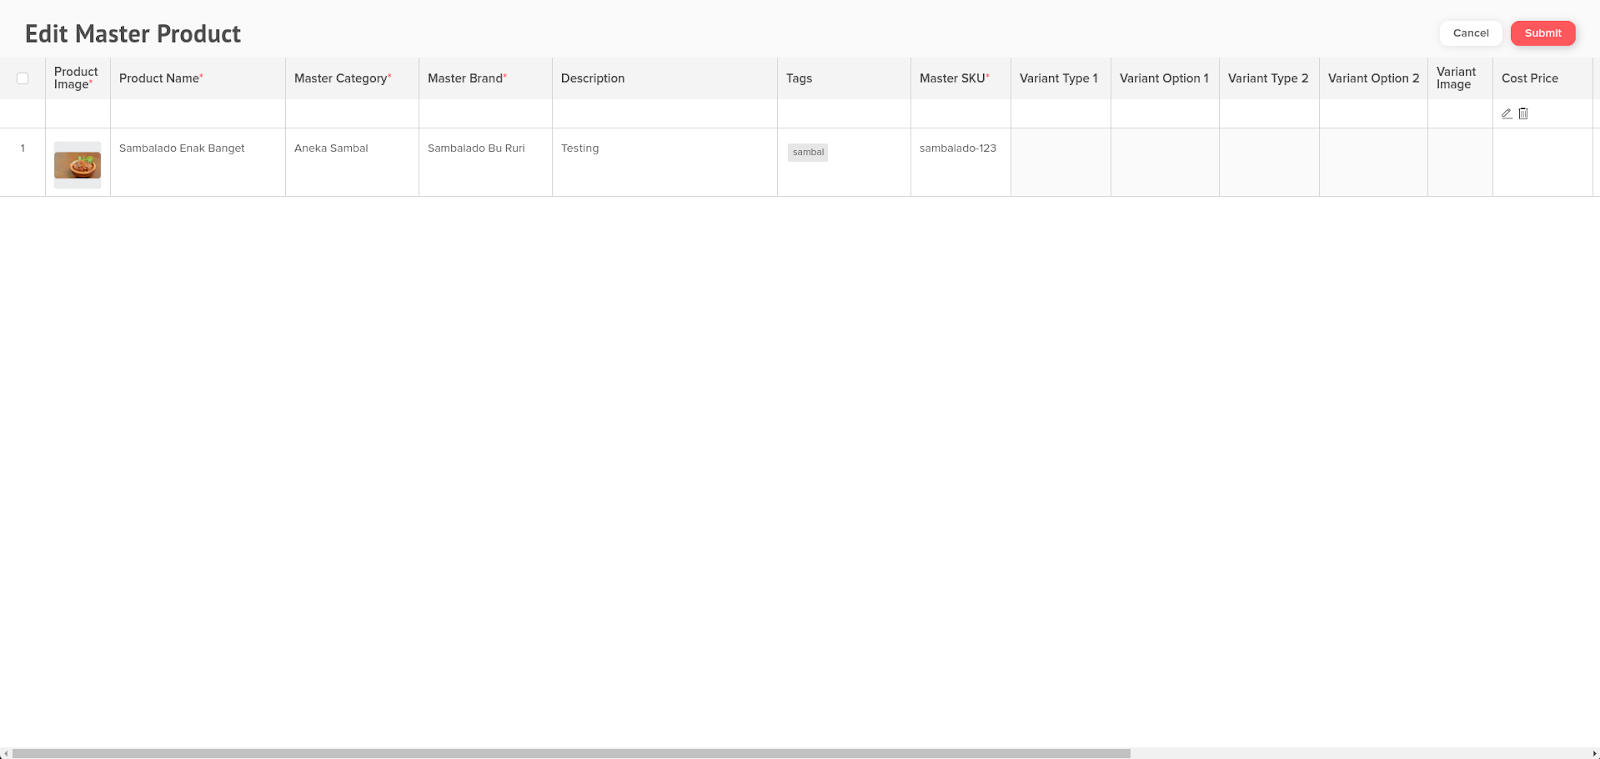 Edit Master Product
Cancel
Submit
Product Image*
Product Name*
Master Category*
Master Brand*
Description
Tags
Master SKU*
Variant Type 1
Variant Option 1
Variant Type 2
Variant Option 2
Variant Image
Cost Price
1
Sambalado Enak Banget
Aneka Sambal
Sambalado Bu Ruri
Testing
sambal
sambalado-123